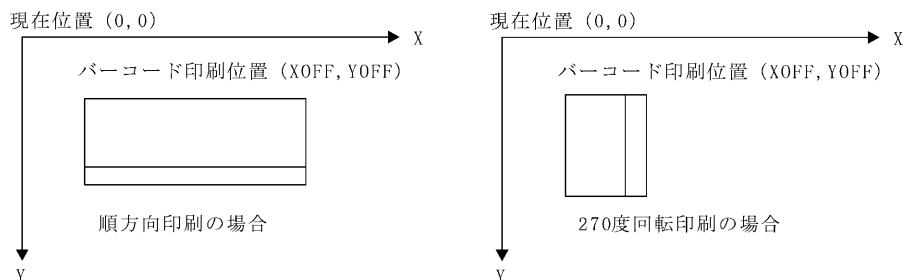 現在位置 (0,0)
X
バーコード印刷位置 (XOFF,YOFF)
順方向印刷の場合
Y
現在位置 (0,0)
X
バーコード印刷位置 (XOFF,YOFF)
270度回転印刷の場合
Y